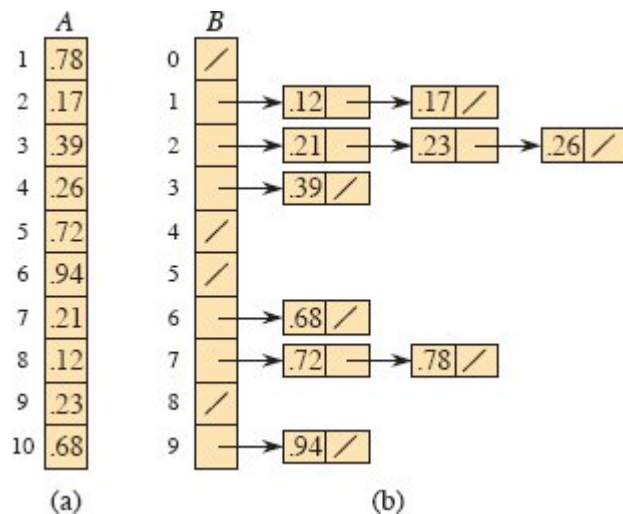 A B
1 .78 0 /
2 .17 1 .12 .17 /
3 .39 2 .21 .23 .26 /
4 .26 3 .39 /
5 .72 4 /
6 .94 5 /
7 .21 6 .68 /
8 .12 7 .72 .78 /
9 .23 8 /
10 .68 9 .94 /
(a) (b)